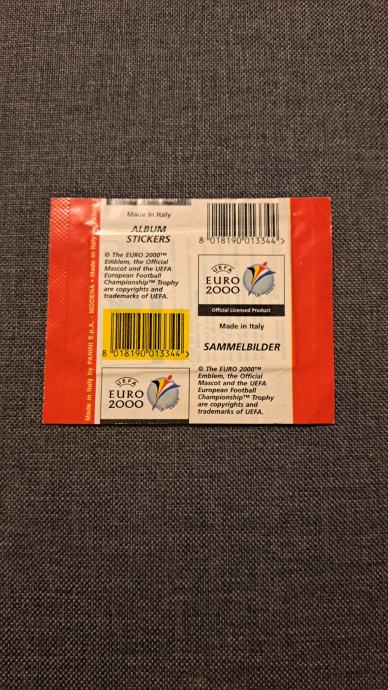 Made in Italy by PANINI S.p.A. - MODENA • Made in Italy
Made in Italy
ALBUM
STICKERS
© The EURO 2000™
Emblem, the Official
Mascot and the UEFA
European Football
Championship™ Trophy
are copyrights and
trademarks of UEFA.
8 018190 013344 >
UEFA
EURO
2000
8 018190 013344 >
UEFA
EURO
2000
Official Licensed Product
Made in Italy
SAMMELBILDER
© The EURO 2000™
Emblem, the Official
Mascot and the UEFA
European Football
Championship™ Trophy
are copyrights and
trademarks of UEFA.